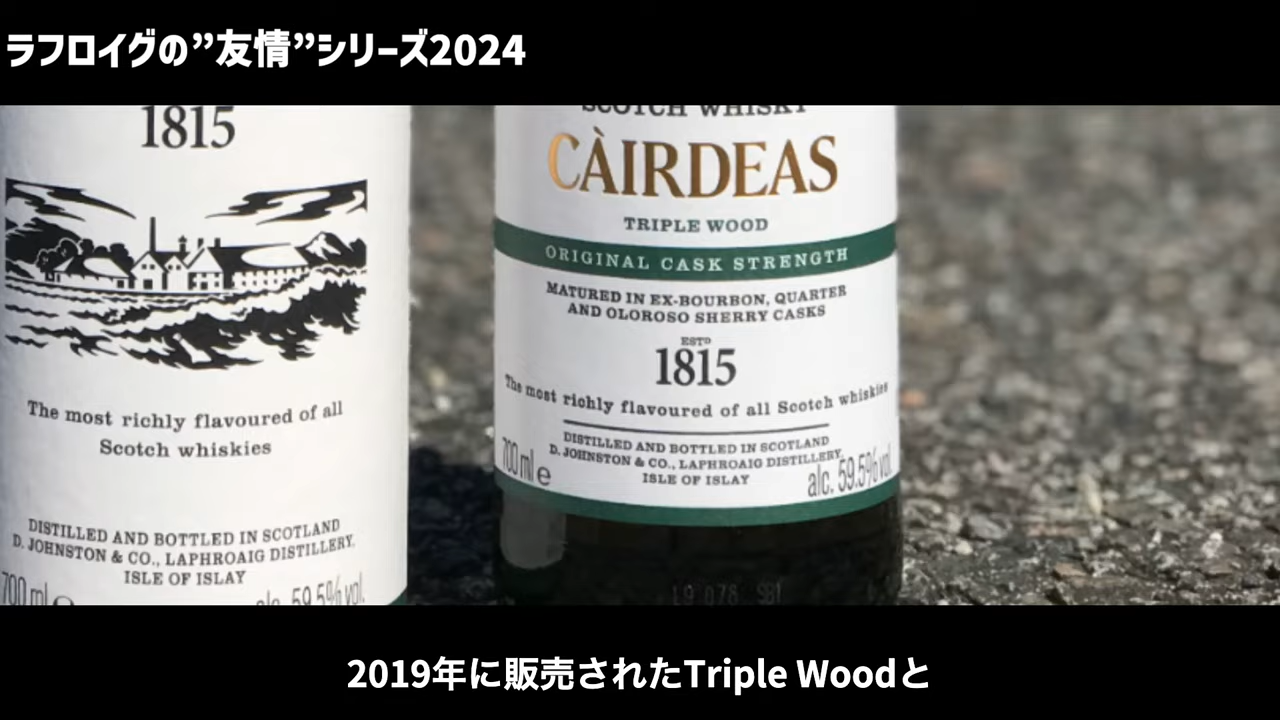 ラフロイグの”友情”シリーズ2024
1815
The most richly flavoured of all
Scotch whiskies
DISTILLED AND BOTTLED IN SCOTLAND
D. JOHNSTON & CO., LAPHROAIG DISTILLERY,
ISLE OF ISLAY
700 ml e alc. 59.5% vol.
SCOTCH WHISKY
CÀIRDEAS
TRIPLE WOOD
ORIGINAL CASK STRENGTH
MATURED IN EX-BOURBON, QUARTER
AND OLOROSO SHERRY CASKS
ESTD
1815
The most richly flavoured of all Scotch whiskies
DISTILLED AND BOTTLED IN SCOTLAND
D. JOHNSTON & CO., LAPHROAIG DISTILLERY,
ISLE OF ISLAY
700 ml e alc. 59.5% vol.
2019年に販売されたTriple Woodと